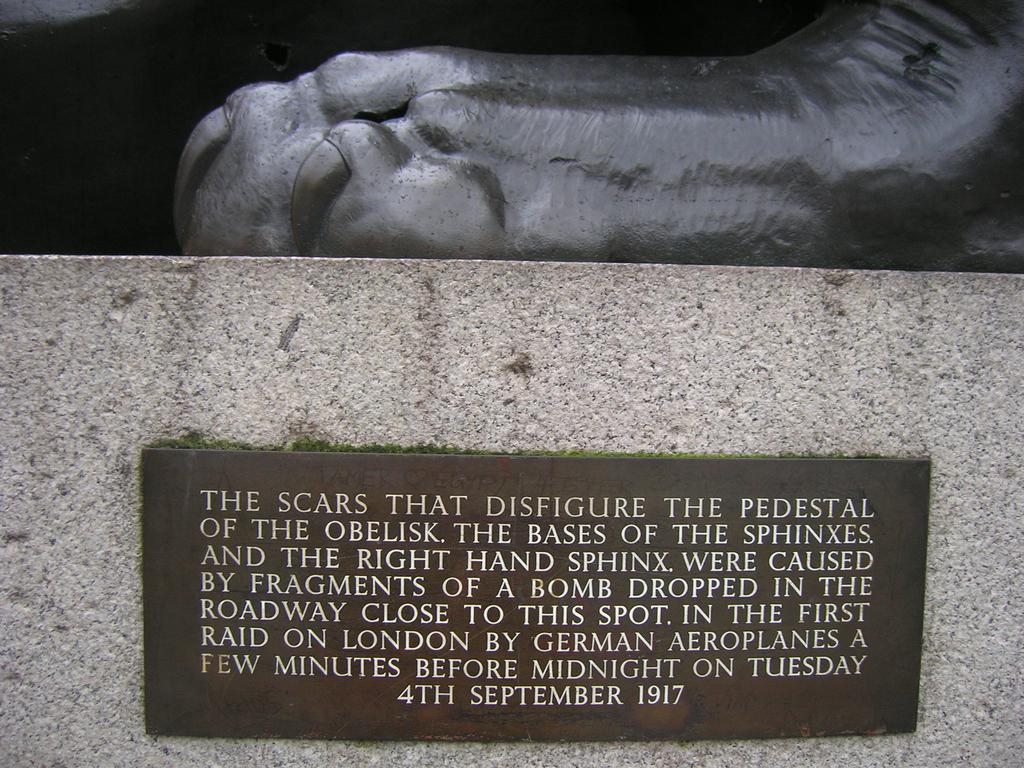 THE SCARS THAT DISFIGURE THE PEDESTAL
OF THE OBELISK, THE BASES OF THE SPHINXES,
AND THE RIGHT HAND SPHINX, WERE CAUSED
BY FRAGMENTS OF A BOMB DROPPED IN THE
ROADWAY CLOSE TO THIS SPOT, IN THE FIRST
RAID ON LONDON BY GERMAN AEROPLANES A
FEW MINUTES BEFORE MIDNIGHT ON TUESDAY
4TH SEPTEMBER 1917